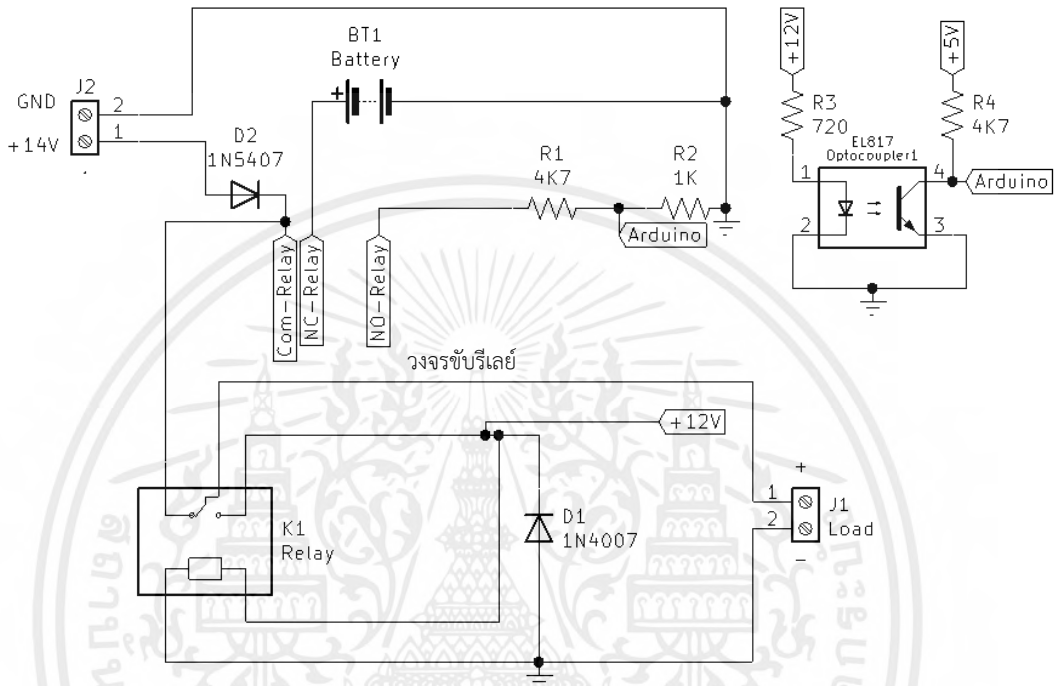 BT1
Battery
+
J2
GND
2
1
+14V
D2
1N5407
R1
4K7
R2
1K
Arduino
Com-Relay
NC-Relay
NO-Relay
+12V
+5V
R3
720
R4
4K7
EL817
Optocoupler1
1
4
2
3
Arduino
วงจรขับรีเลย์
+12V
K1
Relay
D1
1N4007
+
1
2
J1
Load
-